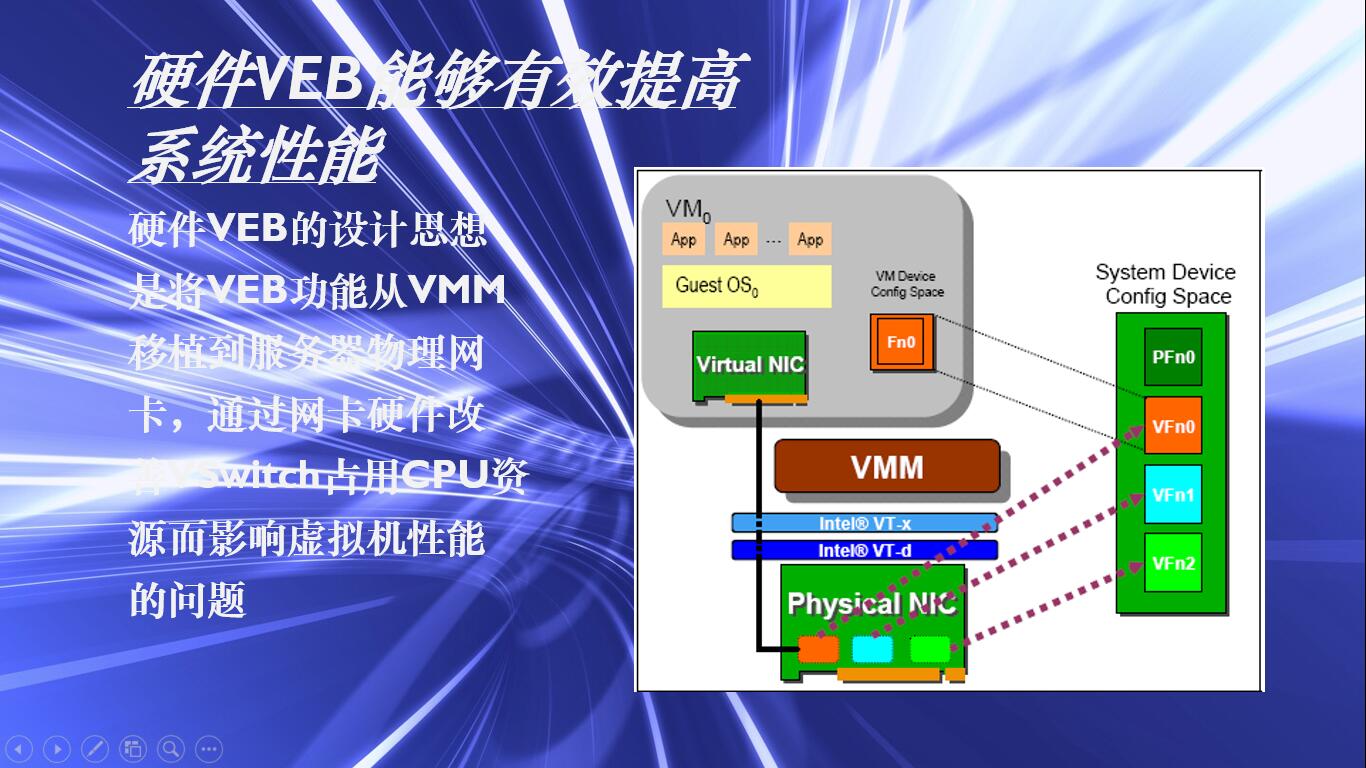 硬件VEB能够有效提高
系统性能
硬件VEB的设计思想
是将VEB功能从VMM
移植到服务器物理网
卡，通过网卡硬件改
善VSwitch占用CPU资
源而影响虚拟机性能
的问题
VM0
App App ... App
Guest OS0
VM Device
Config Space
Fn0
Virtual NIC
System Device
Config Space
PFn0
VFn0
VFn1
VFn2
VMM
Intel® VT-x
Intel® VT-d
Physical NIC